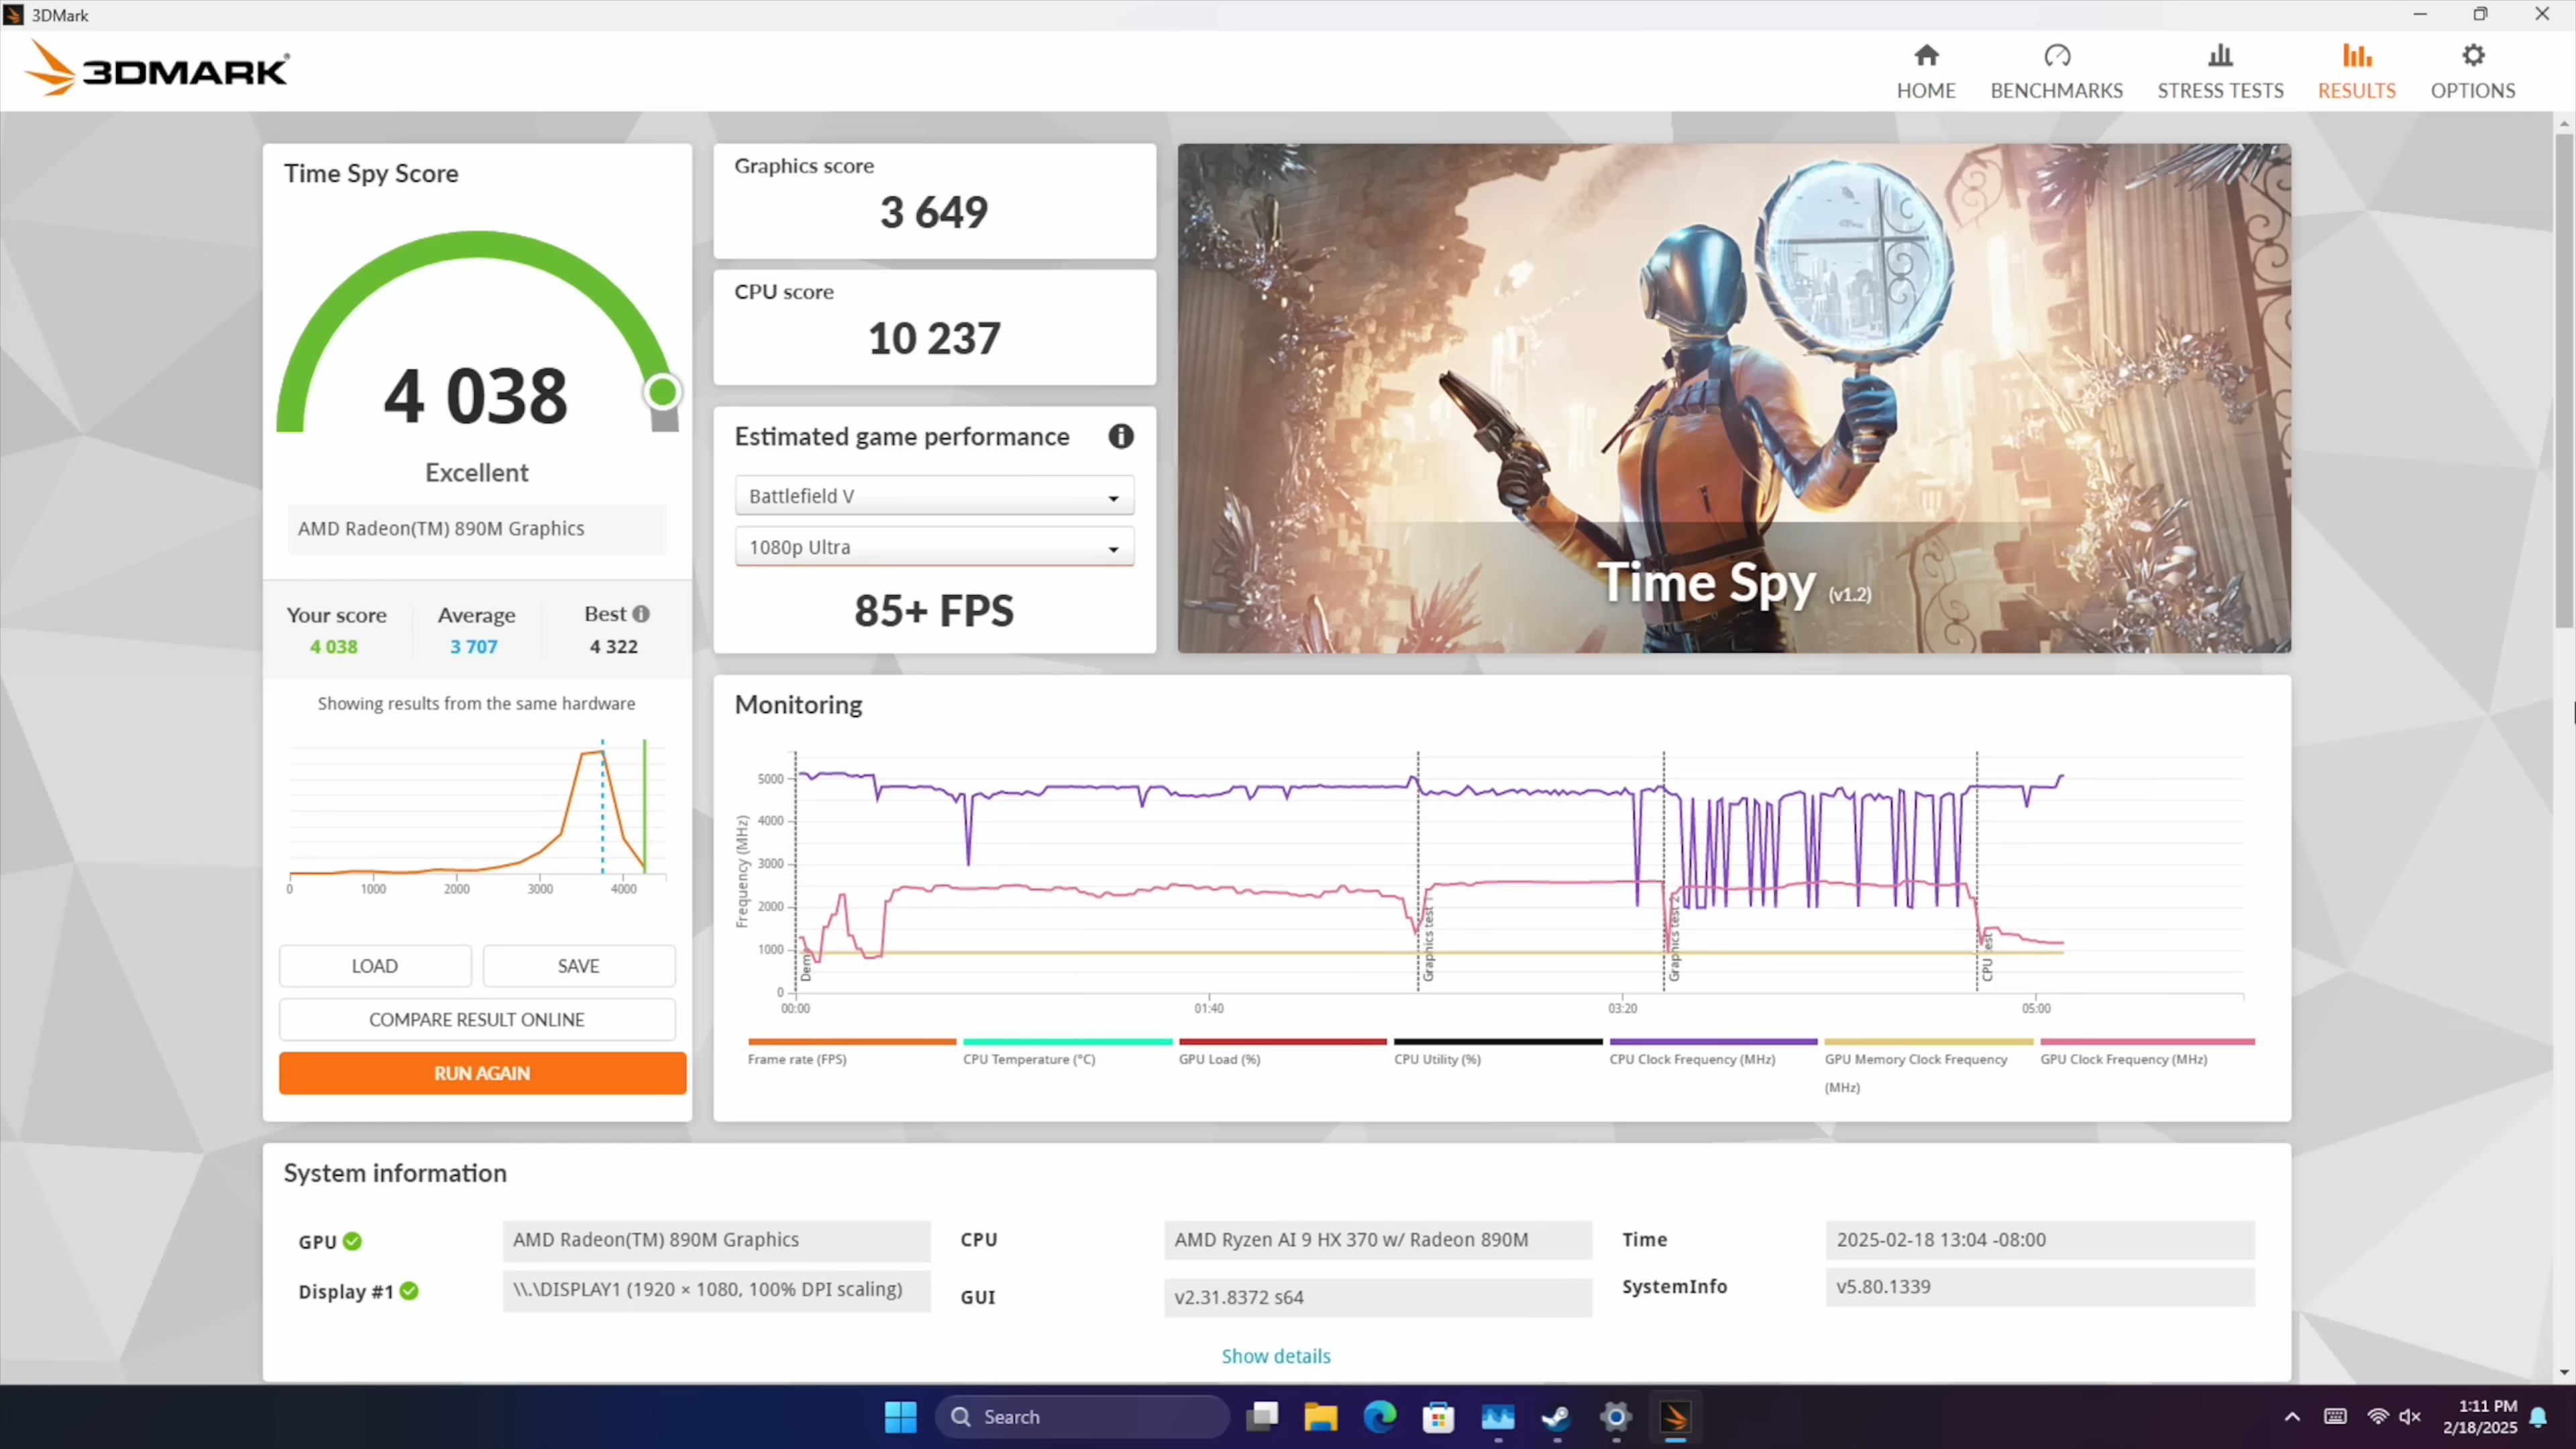 3DMark
3DMARK®
HOME
BENCHMARKS
STRESS TESTS
RESULTS
OPTIONS
Time Spy Score
4 038
Excellent
AMD Radeon(TM) 890M Graphics
Your score
4 038
Average
3 707
Best
4 322
Showing results from the same hardware
0 1000 2000 3000 4000
LOAD
SAVE
COMPARE RESULT ONLINE
RUN AGAIN
Graphics score
3 649
CPU score
10 237
Estimated game performance
Battlefield V
1080p Ultra
85+ FPS
Time Spy (v1.2)
Monitoring
Frequency (MHz)
5000
4000
3000
2000
1000
0
Graphics test
Graphics test 2
CPU
00:00 01:40 03:20 05:00
Frame rate (FPS)
CPU Temperature (°C)
GPU Load (%)
CPU Utility (%)
CPU Clock Frequency (MHz)
GPU Memory Clock Frequency
(MHz)
GPU Clock Frequency (MHz)
System information
GPU
AMD Radeon(TM) 890M Graphics
Display #1
\\.\DISPLAY1 (1920 × 1080, 100% DPI scaling)
CPU
AMD Ryzen AI 9 HX 370 w/ Radeon 890M
GUI
v2.31.8372 s64
Time
2025-02-18 13:04 -08:00
SystemInfo
v5.80.1339
Show details
Search
1:11 PM
2/18/2025